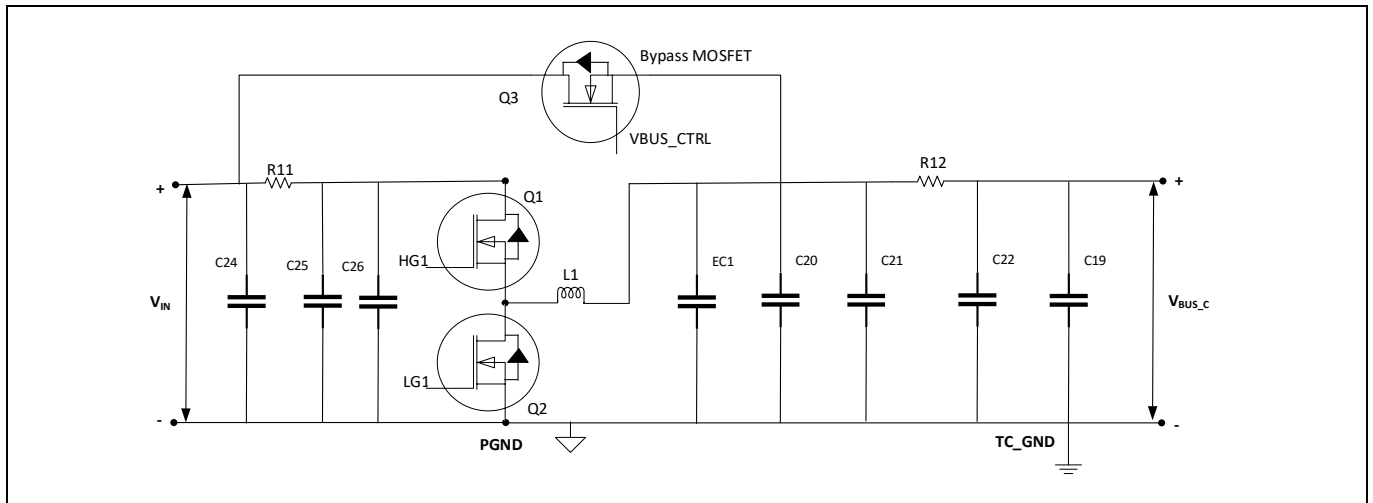 Bypass MOSFET
Q3
VBUS_CTRL
R11
R12
+
+
Q1
C24
C25
C26
HG1
L1
EC1
C20
C21
C22
C19
VIN
VBUS_C
LG1
Q2
-
-
PGND
TC_GND